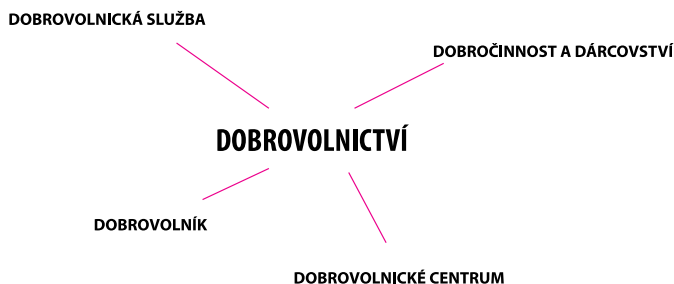 DOBROVOLNICKÁ SLUŽBA
DOBROČINNOST A DÁRCOVSTVÍ
DOBROVOLNICTVÍ
DOBROVOLNÍK
DOBROVOLNICKÉ CENTRUM